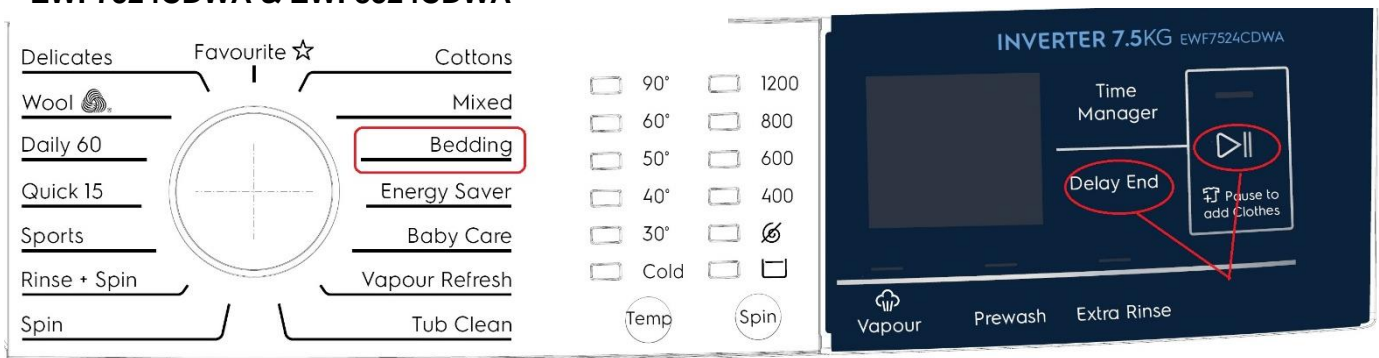 Delicates
Wool
Daily 60
Quick 15
Sports
Rinse + Spin
Spin
Favourite
Cottons
Mixed
Bedding
Energy Saver
Baby Care
Vapour Refresh
Tub Clean
90° 1200
60° 800
50° 600
40° 400
30°
Cold
Temp Spin
INVERTER 7.5KG EWF7524CDWA
Time
Manager
Delay End
Pause to
add Clothes
Vapour Prewash Extra Rinse